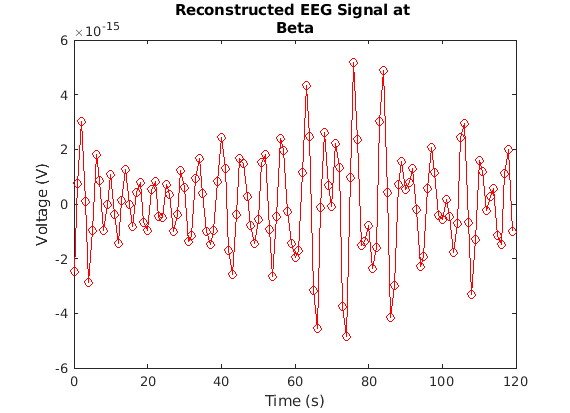 Reconstructed EEG Signal at
Beta
×10⁻¹⁵
6
4
2
0
-2
-4
-6
Voltage (V)
0 20 40 60 80 100 120
Time (s)